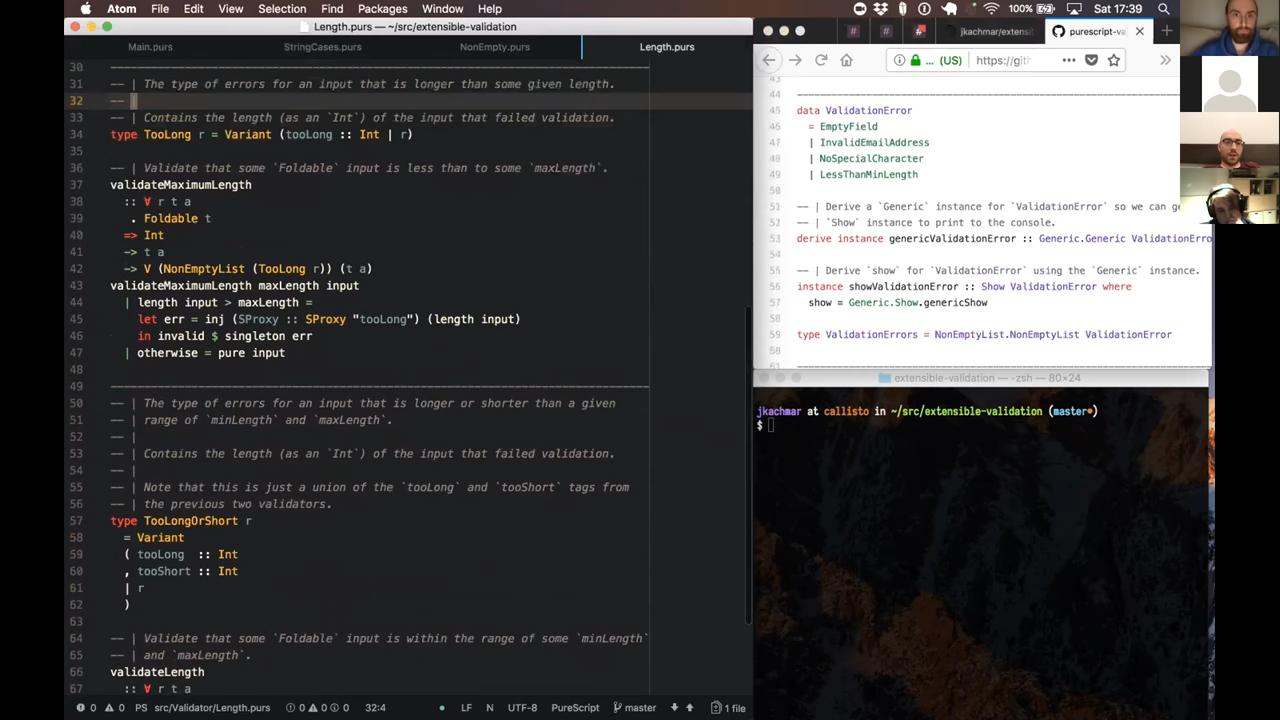 Atom File Edit View Selection Find Packages Window Help 100% Sat 17:39
Length.purs — ~/src/extensible-validation
Main.purs StringCases.purs NonEmpty.purs Length.purs
30 --------------------------------------------------------------------------------
31 -- | The type of errors for an input that is longer than some given length.
32 -- |
33 -- | Contains the length (as an `Int`) of the input that failed validation.
34 type TooLong r = Variant (tooLong :: Int | r)
35
36 -- | Validate that some `Foldable` input is less than to some `maxLength`.
37 validateMaximumLength
38 :: ∀ r t a
39 . Foldable t
40 => Int
41 -> t a
42 -> V (NonEmptyList (TooLong r)) (t a)
43 validateMaximumLength maxLength input
44 | length input > maxLength =
45 let err = inj (SProxy :: SProxy "tooLong") (length input)
46 in invalid $ singleton err
47 | otherwise = pure input
48
49 --------------------------------------------------------------------------------
50 -- | The type of errors for an input that is longer or shorter than a given
51 -- | range of `minLength` and `maxLength`.
52 -- |
53 -- | Contains the length (as an `Int`) of the input that failed validation.
54 -- |
55 -- | Note that this is just a union of the `tooLong` and `tooShort` tags from
56 -- | the previous two validators.
57 type TooLongOrShort r
58 = Variant
59 ( tooLong :: Int
60 , tooShort :: Int
61 | r
62 )
63
64 -- | Validate that some `Foldable` input is within the range of some `minLength`
65 -- | and `maxLength`.
66 validateLength
67 :: ∀ r t a
0 0 PS src/Validator/Length.purs 0 0 0 32:4 LF N UTF-8 PureScript master 1 file
jkachmar/extensi purescript-va
... (US) https://gith
43
44 --------------------------------------------------------------------------------
45 data ValidationError
46 = EmptyField
47 | InvalidEmailAddress
48 | NoSpecialCharacter
49 | LessThanMinLength
50
51 -- | Derive a `Generic` instance for `ValidationError` so we can ge
52 -- | `Show` instance to print to the console.
53 derive instance genericValidationError :: Generic.Generic ValidationErro
54
55 -- | Derive `show` for `ValidationError` using the `Generic` instance.
56 instance showValidationError :: Show ValidationError where
57 show = Generic.Show.genericShow
58
59 type ValidationErrors = NonEmptyList.NonEmptyList ValidationError
60
61 --------------------------------------------------------------------------------
extensible-validation — -zsh — 80×24
jkachmar at callisto in ~/src/extensible-validation (master●)
$